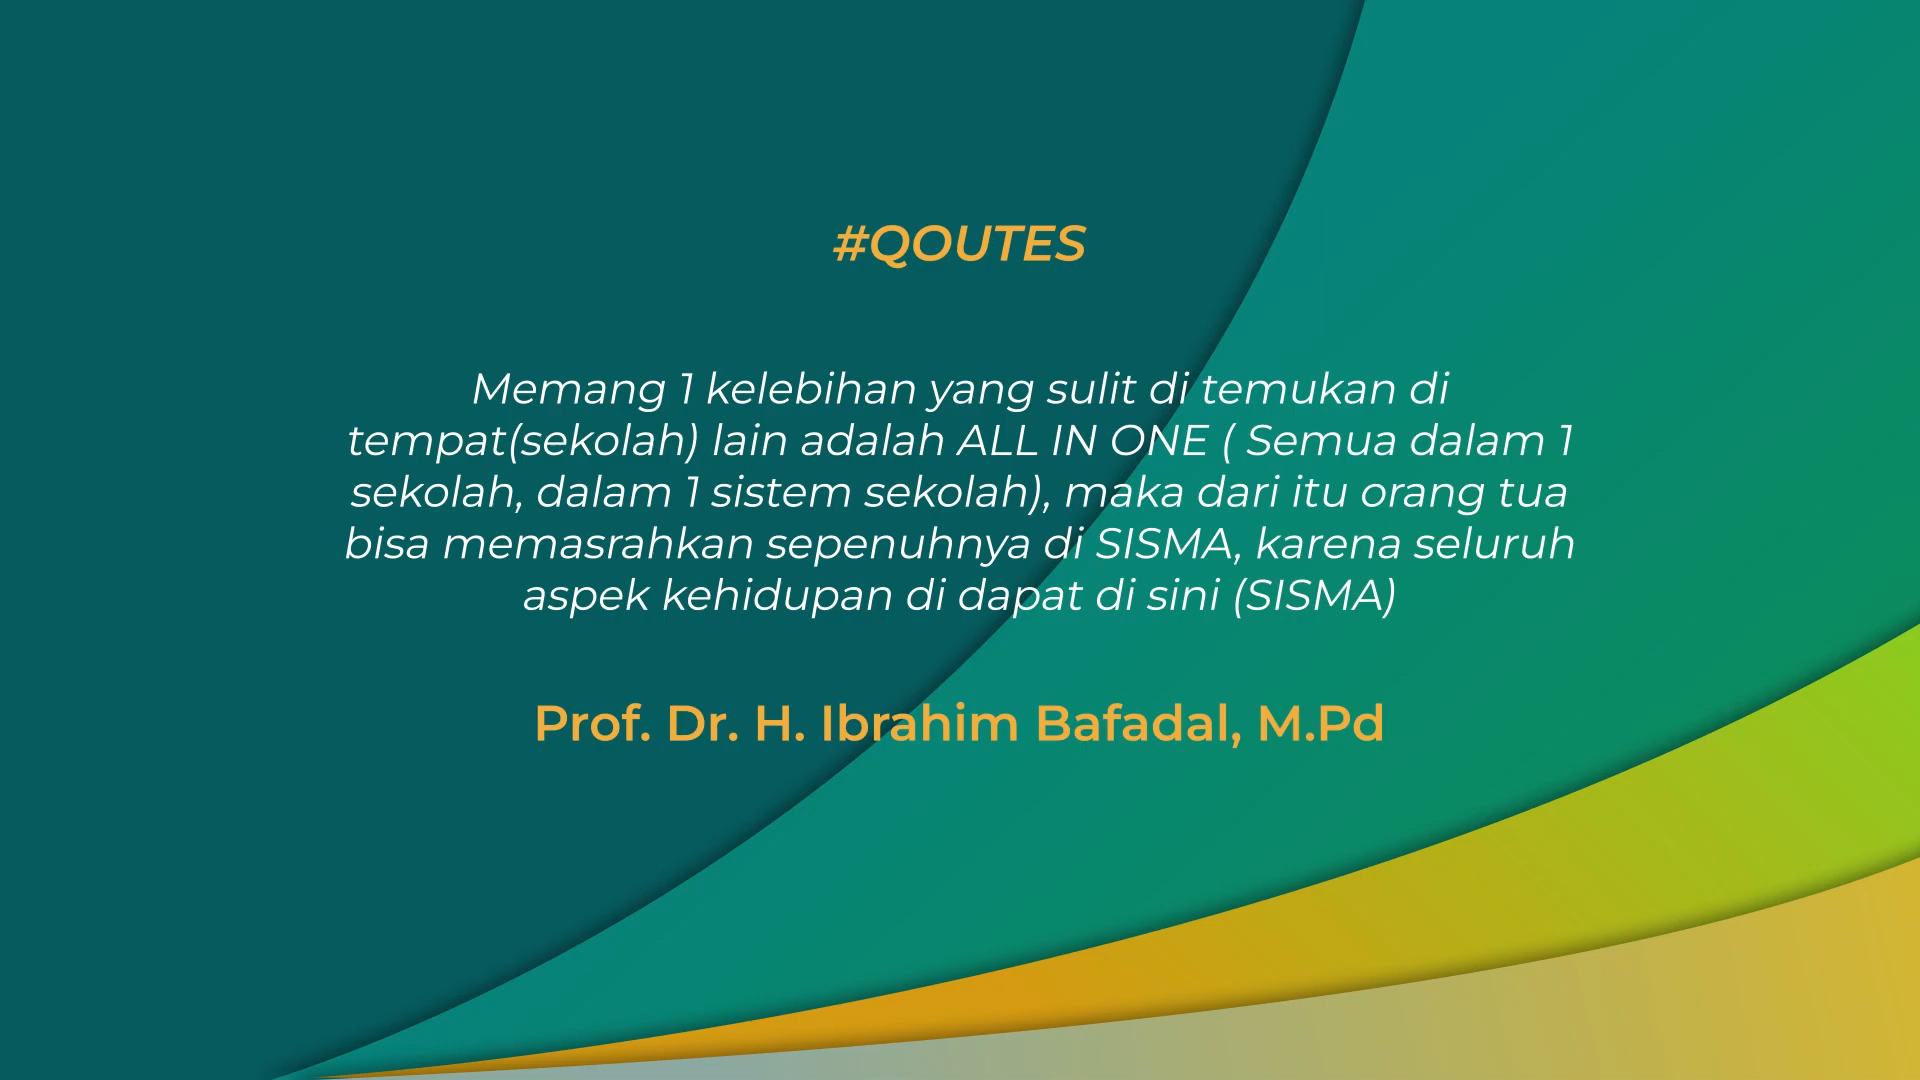 #QOUTES
Memang 1 kelebihan yang sulit di temukan di
tempat(sekolah) lain adalah ALL IN ONE ( Semua dalam 1
sekolah, dalam 1 sistem sekolah), maka dari itu orang tua
bisa memasrahkan sepenuhnya di SISMA, karena seluruh
aspek kehidupan di dapat di sini (SISMA)
Prof. Dr. H. Ibrahim Bafadal, M.Pd